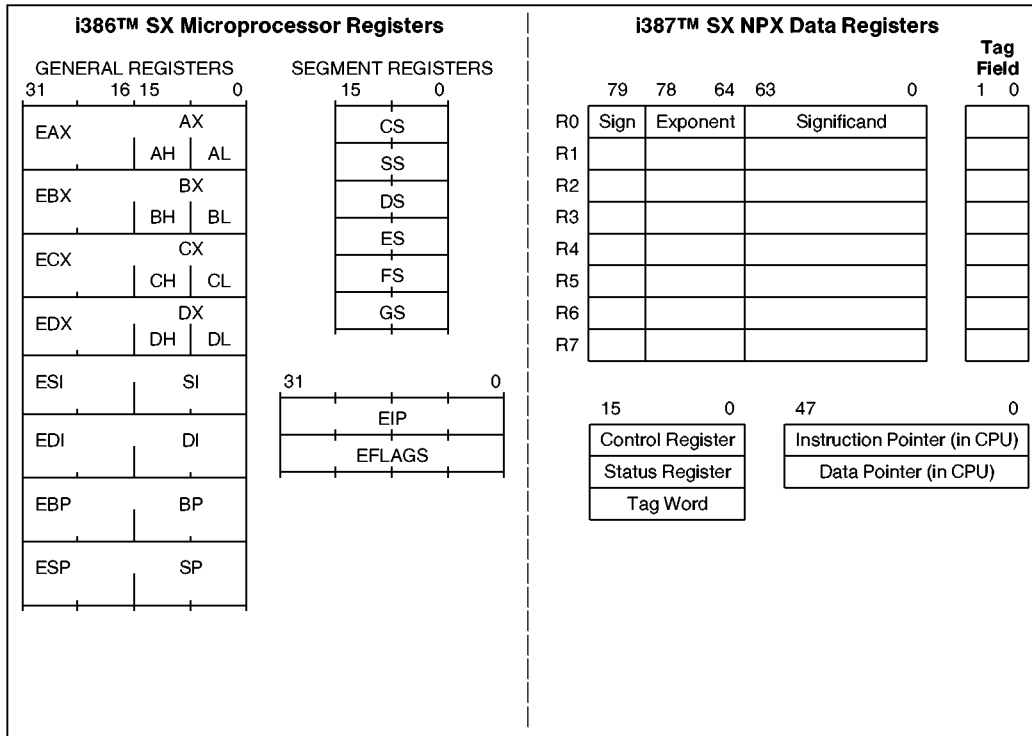 i386™ SX Microprocessor Registers
GENERAL REGISTERS
31 16 15 0
EAX AX
AH AL
EBX BX
BH BL
ECX CX
CH CL
EDX DX
DH DL
ESI SI
EDI DI
EBP BP
ESP SP
SEGMENT REGISTERS
15 0
CS
SS
DS
ES
FS
GS
31 0
EIP
EFLAGS
i387™ SX NPX Data Registers
Tag
Field
79 78 64 63 0 1 0
R0 Sign Exponent Significand
R1
R2
R3
R4
R5
R6
R7
15 0
Control Register
Status Register
Tag Word
47 0
Instruction Pointer (in CPU)
Data Pointer (in CPU)